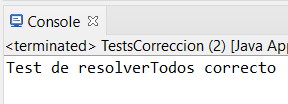 Console
<terminated> TestsCorreccion (2) [Java App
Test de resolverTodos correcto